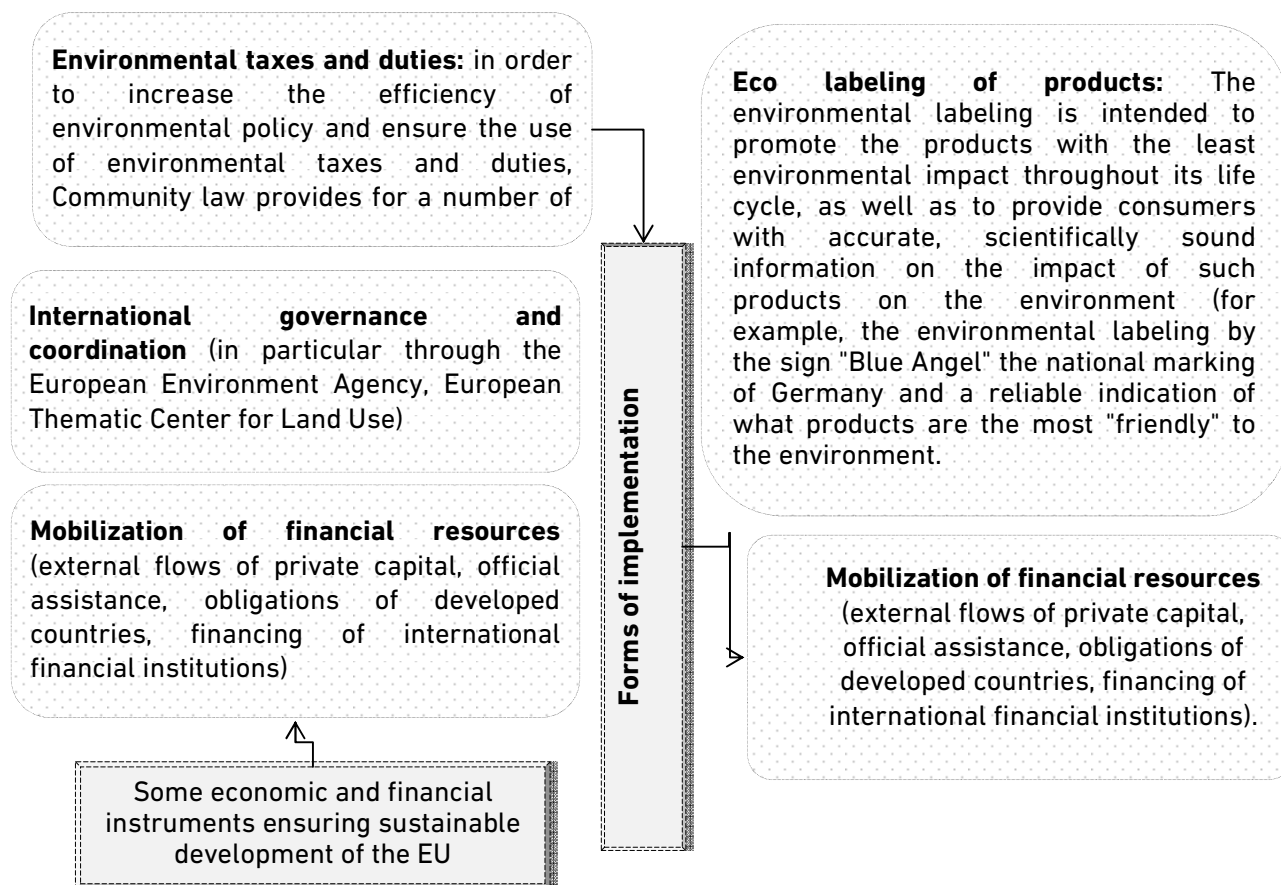 Environmental taxes and duties: in order
to increase the efficiency of
environmental policy and ensure the use
of environmental taxes and duties,
Community law provides for a number of
International governance and
coordination (in particular through the
European Environment Agency, European
Thematic Center for Land Use)
Mobilization of financial resources
(external flows of private capital, official
assistance, obligations of developed
countries, financing of international
financial institutions)
Some economic and financial
instruments ensuring sustainable
development of the EU
Forms of implementation
Eco labeling of products: The
environmental labeling is intended to
promote the products with the least
environmental impact throughout its life
cycle, as well as to provide consumers
with accurate, scientifically sound
information on the impact of such
products on the environment (for
example, the environmental labeling by
the sign "Blue Angel" the national marking
of Germany and a reliable indication of
what products are the most "friendly" to
the environment.
Mobilization of financial resources
(external flows of private capital,
official assistance, obligations of
developed countries, financing of
international financial institutions).